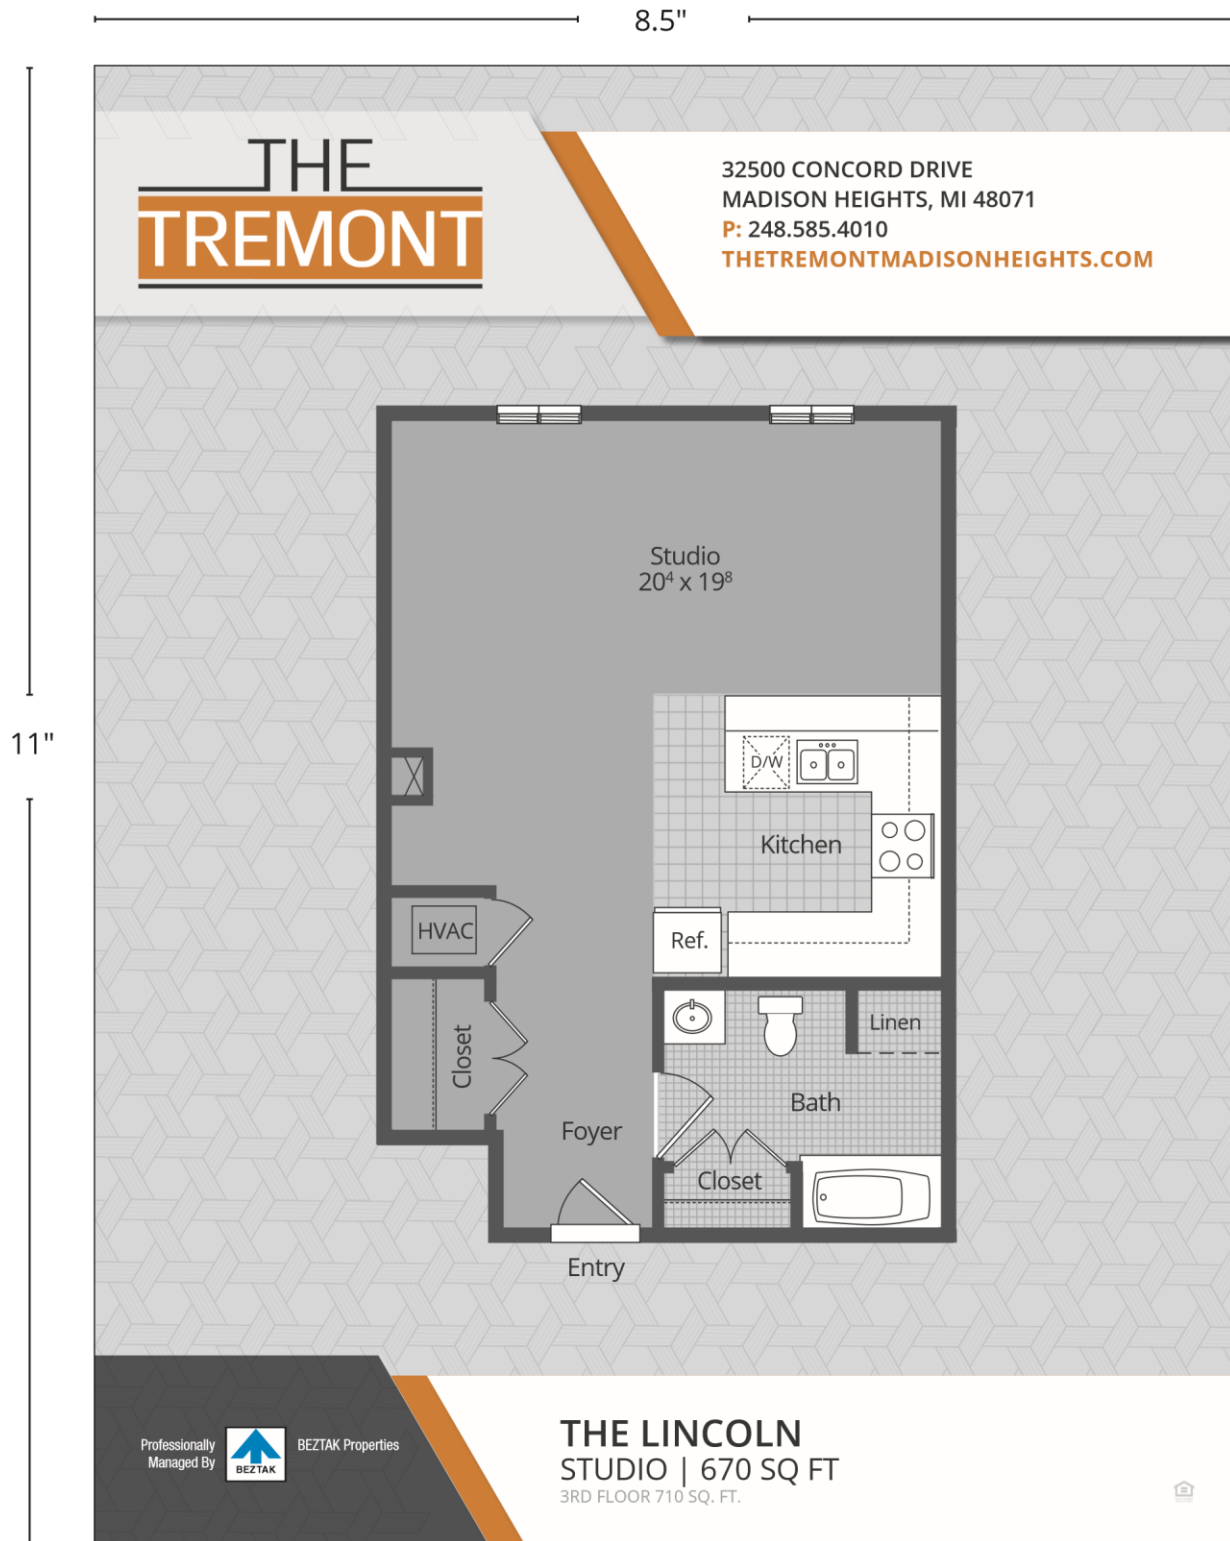 8.5"
THE
TREMONT
32500 CONCORD DRIVE
MADISON HEIGHTS, MI 48071
P: 248.585.4010
THETREMONTMADISONHEIGHTS.COM
11"
Studio
20⁴ x 19⁸
D/W
Kitchen
HVAC
Ref.
Closet
Linen
Bath
Foyer
Closet
Entry
Professionally
Managed By
BEZTAK
BEZTAK Properties
THE LINCOLN
STUDIO | 670 SQ FT
3RD FLOOR 710 SQ. FT.